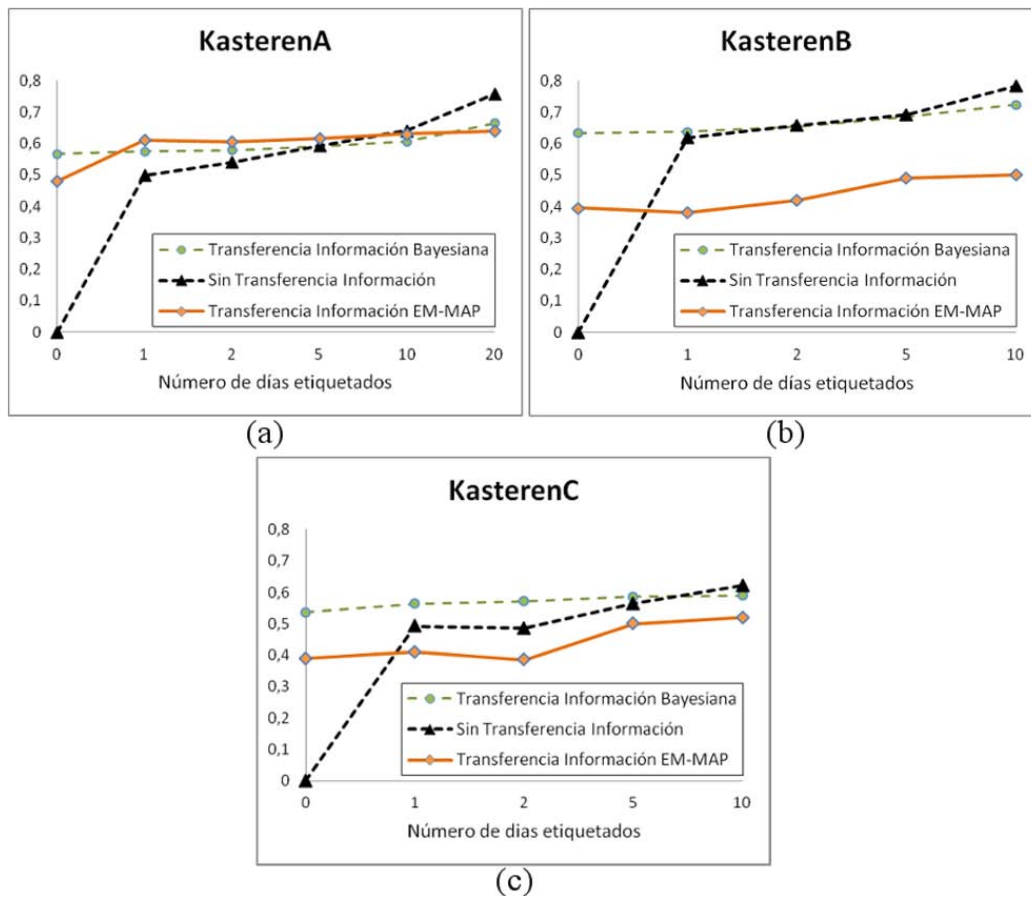 KasterenA
0,8
0,7
0,6
0,5
0,4
0,3
0,2
0,1
0
Transferencia Información Bayesiana
Sin Transferencia Información
Transferencia Información EM-MAP
0 1 2 5 10 20
Número de días etiquetados
(a)
KasterenB
0,8
0,7
0,6
0,5
0,4
0,3
0,2
0,1
0
Transferencia Información Bayesiana
Sin Transferencia Información
Transferencia Información EM-MAP
0 1 2 5 10
Número de días etiquetados
(b)
KasterenC
0,8
0,7
0,6
0,5
0,4
0,3
0,2
0,1
0
Transferencia Información Bayesiana
Sin Transferencia Información
Transferencia Información EM-MAP
0 1 2 5 10
Número de dias etiquetados
(c)